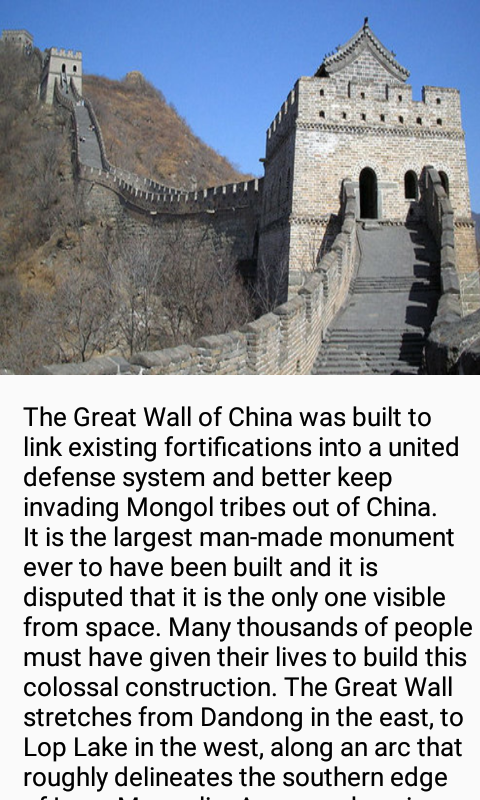 The Great Wall of China was built to
link existing fortifications into a united
defense system and better keep
invading Mongol tribes out of China.
It is the largest man-made monument
ever to have been built and it is
disputed that it is the only one visible
from space. Many thousands of people
must have given their lives to build this
colossal construction. The Great Wall
stretches from Dandong in the east, to
Lop Lake in the west, along an arc that
roughly delineates the southern edge